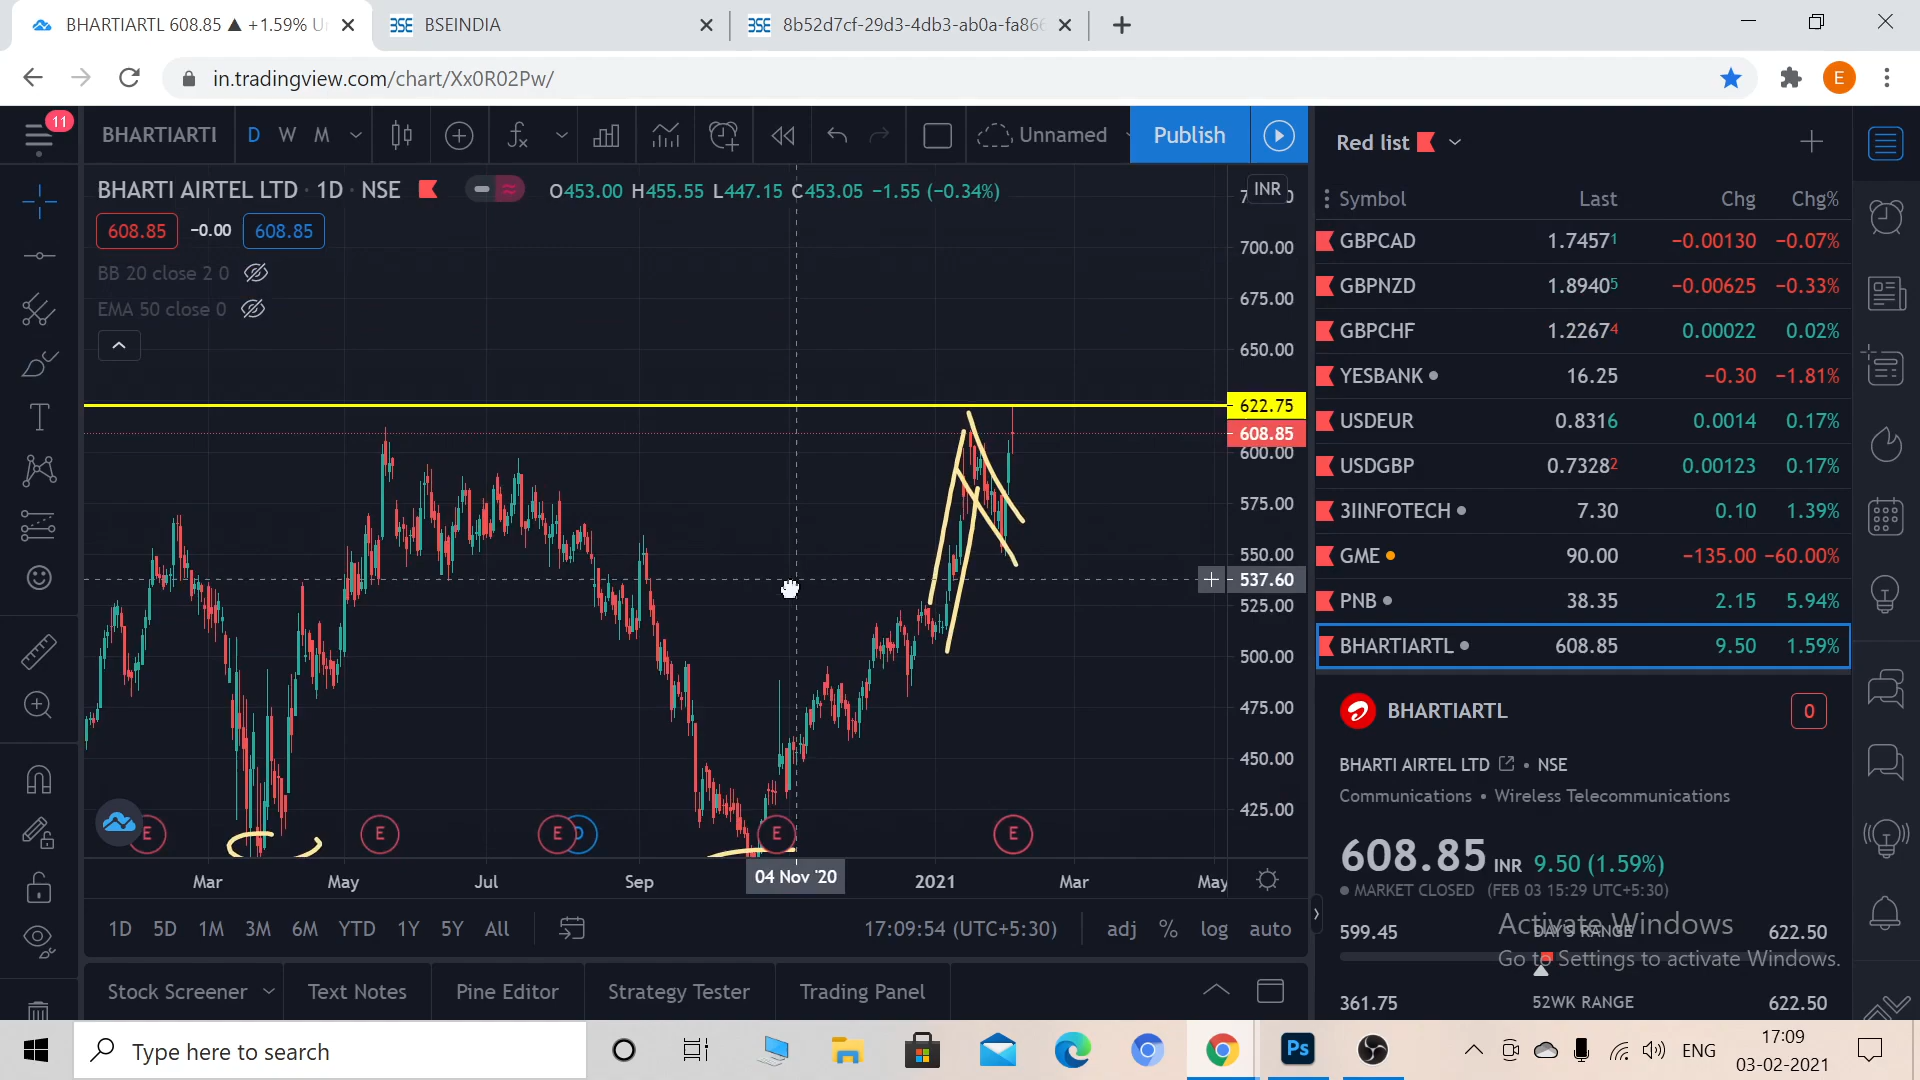 BHARTIARTL 608.85 ▲ +1.59% U
BSEINDIA
8b52d7cf-29d3-4db3-ab0a-fa866
in.tradingview.com/chart/Xx0R02Pw/
E
11
BHARTIARTI
D W M
Unnamed
Publish
BHARTI AIRTEL LTD · 1D · NSE
O453.00 H455.55 L447.15 C453.05 −1.55 (−0.34%)
608.85 −0.00 608.85
BB 20 close 2 0
EMA 50 close 0
INR
700.00
675.00
650.00
622.75
608.85
600.00
575.00
550.00
537.60
525.00
500.00
475.00
450.00
425.00
E E E D E E
Mar May Jul Sep 04 Nov '20 2021 Mar May
1D 5D 1M 3M 6M YTD 1Y 5Y All
17:09:54 (UTC+5:30) adj % log auto
Stock Screener Text Notes Pine Editor Strategy Tester Trading Panel
Red list
Symbol Last Chg Chg%
GBPCAD 1.74571 −0.00130 −0.07%
GBPNZD 1.89405 −0.00625 −0.33%
GBPCHF 1.22674 0.00022 0.02%
YESBANK 16.25 −0.30 −1.81%
USDEUR 0.8316 0.0014 0.17%
USDGBP 0.73282 0.00123 0.17%
3IINFOTECH 7.30 0.10 1.39%
GME 90.00 −135.00 −60.00%
PNB 38.35 2.15 5.94%
BHARTIARTL 608.85 9.50 1.59%
BHARTIARTL 0
BHARTI AIRTEL LTD • NSE
Communications • Wireless Telecommunications
608.85 INR 9.50 (1.59%)
MARKET CLOSED (FEB 03 15:29 UTC+5:30)
599.45 DAY'S RANGE 622.50
361.75 52WK RANGE 622.50
Activate Windows
Go to Settings to activate Windows.
Type here to search
Ps
ENG
17:09
03-02-2021